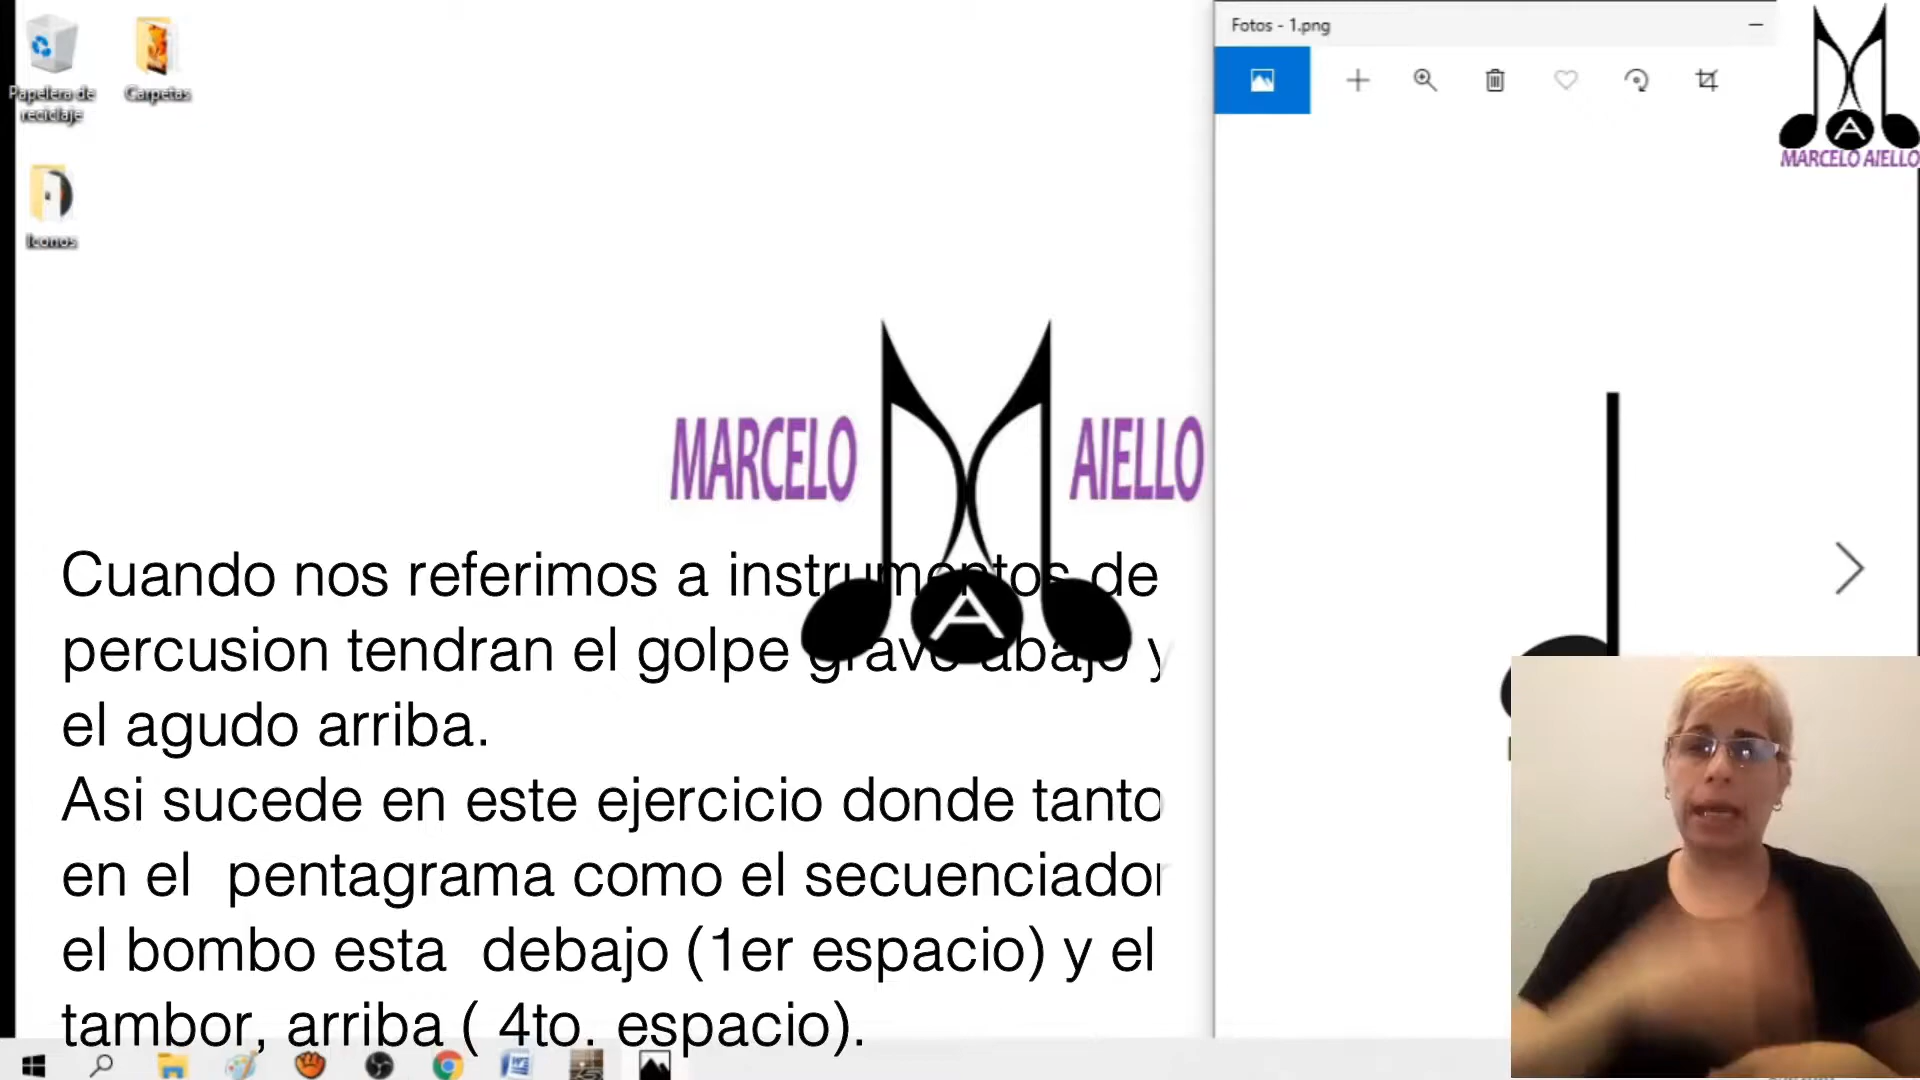 Fotos - 1.png
Papelera de
reciclaje
Carpetas
Iconos
MARCELO AIELLO
MARCELO AIELLO
A
A
Cuando nos referimos a instrumentos de
percusion tendran el golpe grave abajo y
el agudo arriba.
Asi sucede en este ejercicio donde tanto
en el pentagrama como el secuenciador
el bombo esta debajo (1er espacio) y el
tambor, arriba ( 4to. espacio).